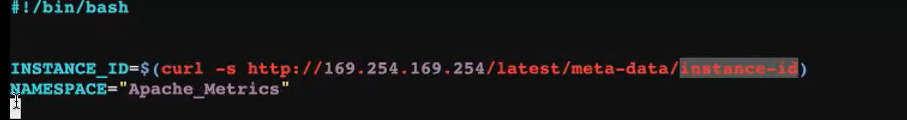 #!/bin/bash
INSTANCE_ID=$(curl -s http://169.254.169.254/latest/meta-data/instance-id)
NAMESPACE="Apache_Metrics"